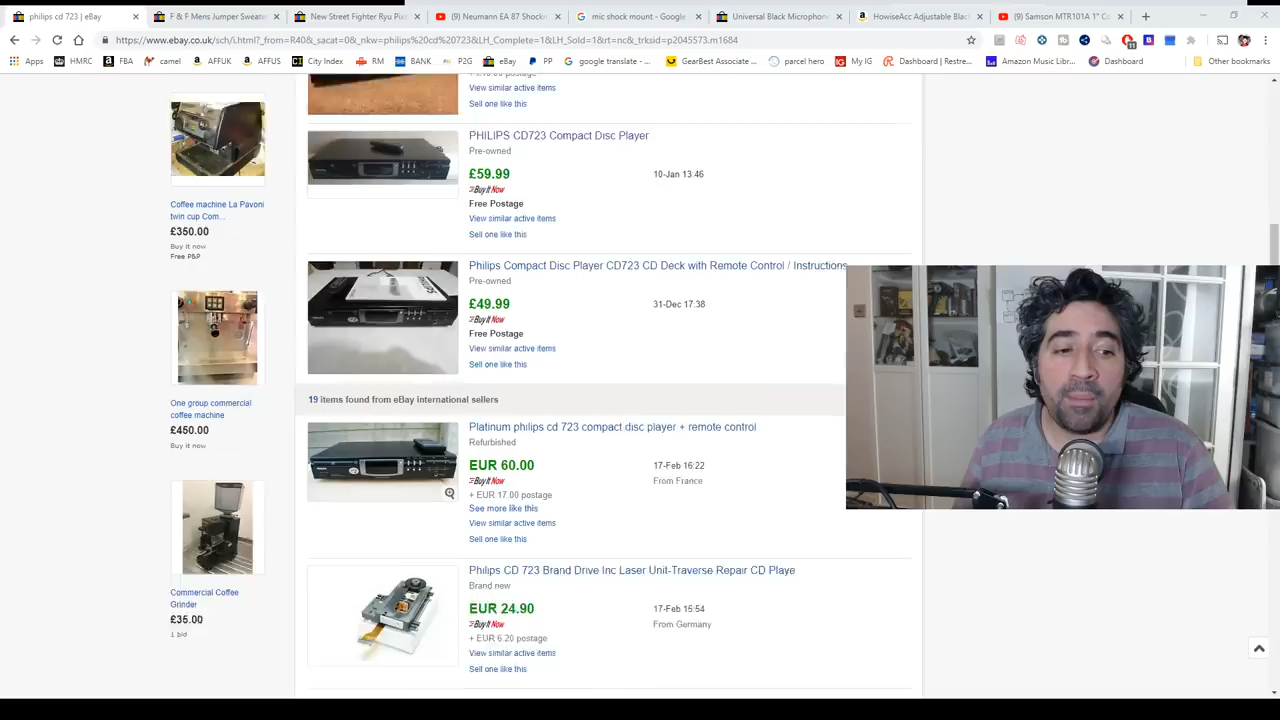 philips cd 723 | eBay
F & F Mens Jumper Sweater
New Street Fighter Ryu Pix
(9) Neumann EA 87 Shock
mic shock mount - Google
Universal Black Microphone
HowiseAcc Adjustable Blac
(9) Samson MTR101A 1" Co
https://www.ebay.co.uk/sch/i.html?_from=R40&_sacat=0&_nkw=philips%20cd%20723&LH_Complete=1&LH_Sold=1&rt=nc&_trksid=p2045573.m1684
Apps HMRC FBA camel AFFUK AFFUS City Index RM BANK P2G eBay PP google translate - ... GearBest Associate ... parcel hero My IG Dashboard | Restre... Amazon Music Libr... Dashboard Other bookmarks
View similar active items
Sell one like this
PHILIPS CD723 Compact Disc Player
Pre-owned
£59.99 10-Jan 13:46
Buy It Now
Free Postage
View similar active items
Sell one like this
Coffee machine La Pavoni
twin cup Com...
£350.00
Buy it now
Free P&P
Philips Compact Disc Player CD723 CD Deck with Remote Control / Instructions
Pre-owned
£49.99 31-Dec 17:38
Buy It Now
Free Postage
View similar active items
Sell one like this
One group commercial
coffee machine
£450.00
Buy it now
19 items found from eBay international sellers
Platinum philips cd 723 compact disc player + remote control
Refurbished
EUR 60.00 17-Feb 16:22
Buy It Now From France
+ EUR 17.00 postage
See more like this
View similar active items
Sell one like this
Commercial Coffee
Grinder
£35.00
1 bid
Philips CD 723 Brand Drive Inc Laser Unit-Traverse Repair CD Playe
Brand new
EUR 24.90 17-Feb 15:54
Buy It Now From Germany
+ EUR 6.20 postage
View similar active items
Sell one like this